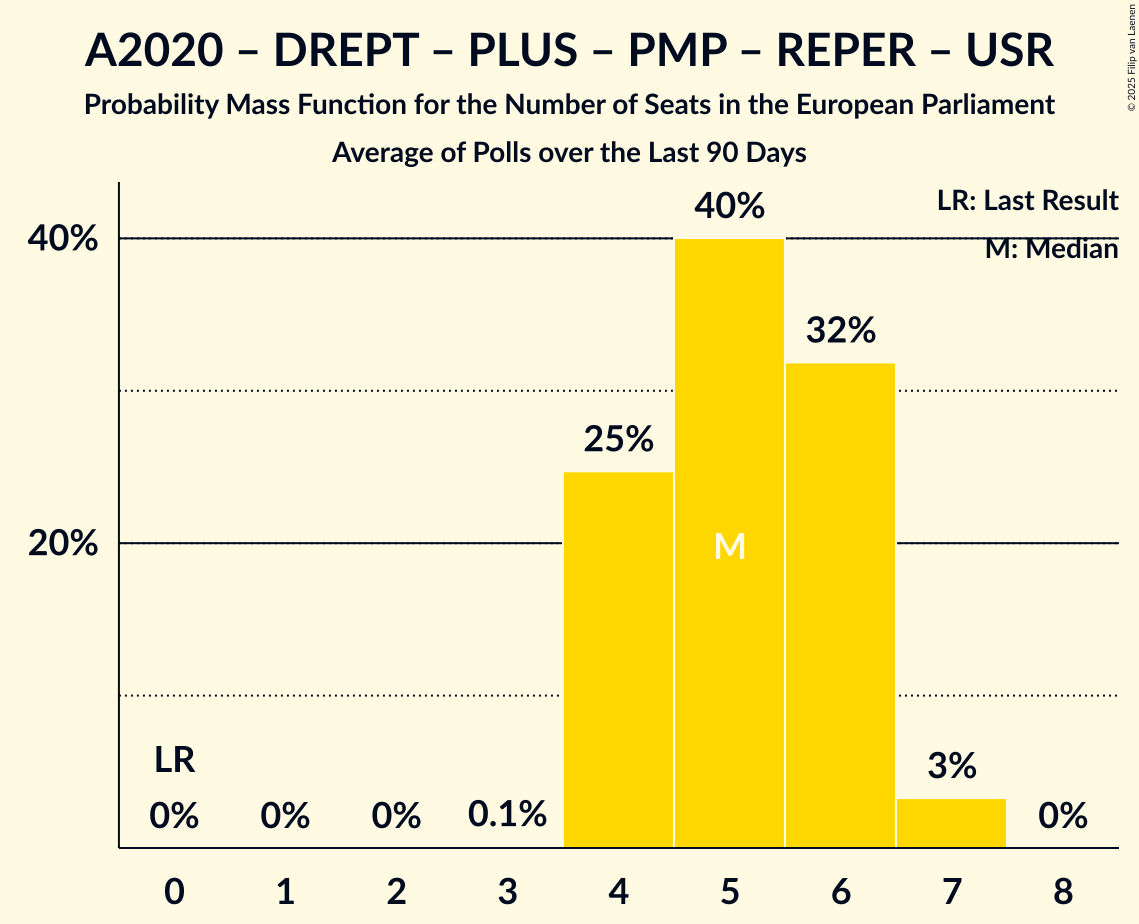 A2020 – DREPT – PLUS – PMP – REPER – USR
Probability Mass Function for the Number of Seats in the European Parliament
Average of Polls over the Last 90 Days
© 2025 Filip van Laenen
LR: Last Result
M: Median
40%
20%
40%
32%
25%
M
LR
3%
0%
0%
0%
0.1%
0%
0
1
2
3
4
5
6
7
8